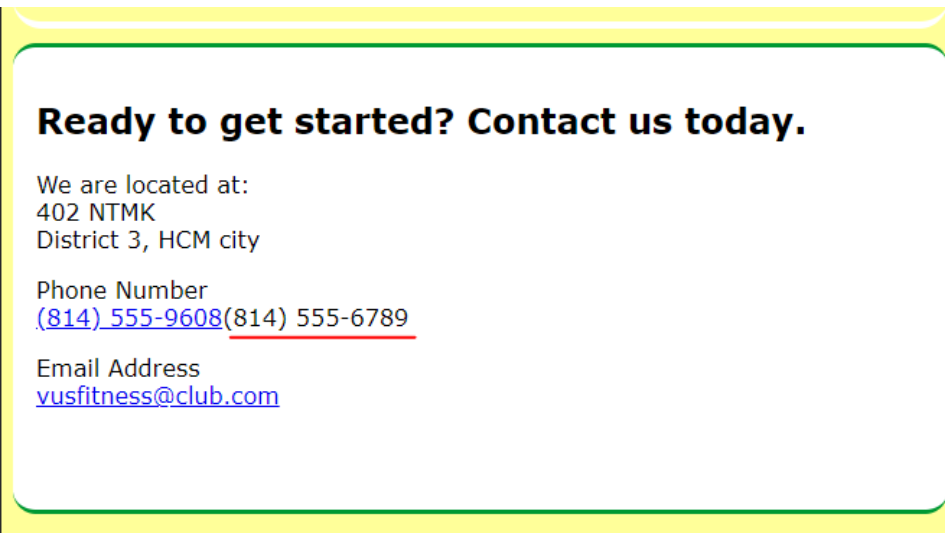 Ready to get started? Contact us today.
We are located at:
402 NTMK
District 3, HCM city
Phone Number
(814) 555-9608(814) 555-6789
Email Address
vusfitness@club.com